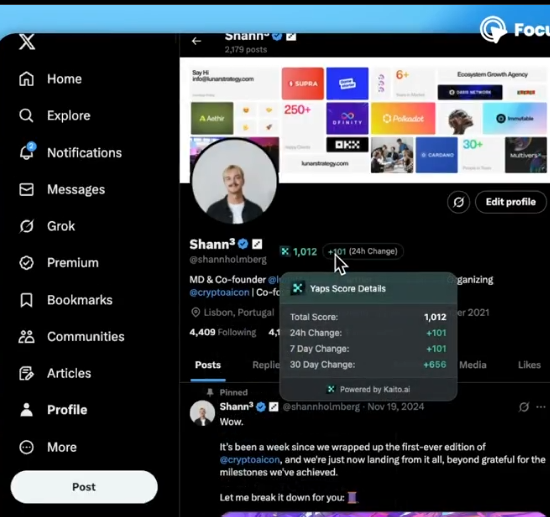 Focu
Shann³
2,179 posts
Home
Explore
2
Notifications
Messages
Grok
Premium
Bookmarks
Communities
Articles
Profile
More
Post
Say Hi
info@lunarstrategy.com
SUPRA
6+
Ecosystem Growth Agency
Aethir
250+
DFINITY
Polkadot
Immutable
OKX
lunarstrategy.com
CARDANO
30+
Multivers
Edit profile
Shann³
1,012
+101 (24h Change)
@shannholmberg
MD & Co-founder
ganizing
@cryptoaicon | Co-fo
Lisbon, Portugal
er 2021
4,409 Following
Yaps Score Details
Total Score: 1,012
24h Change: +101
7 Day Change: +101
30 Day Change: +656
Powered by Kaito.ai
Posts
Replie
Media
Likes
Pinned
Shann³ @shannholmberg · Nov 19, 2024
Wow.
It's been a week since we wrapped up the first-ever edition of
@cryptoaicon, and we're just now landing from it all, beyond grateful for the
milestones we've achieved.
Let me break it down for you: